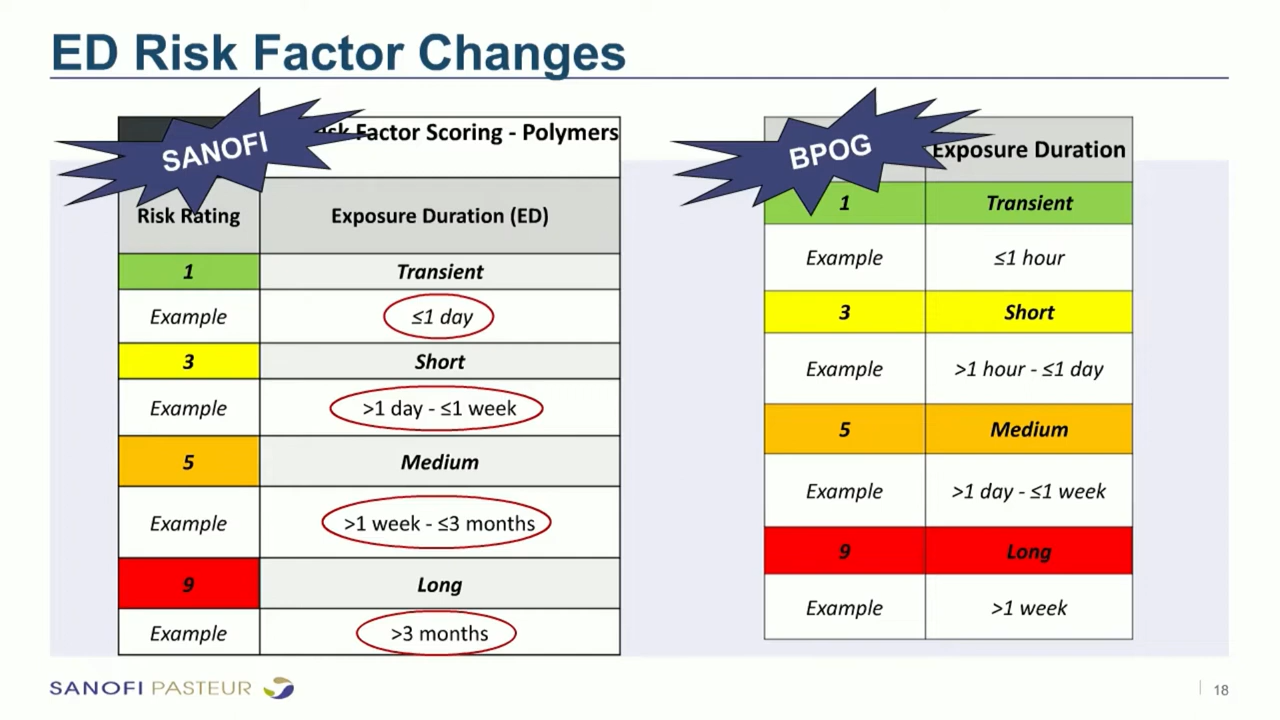 ED Risk Factor Changes
SANOFI
Factor Scoring - Polymers
Risk Rating
Exposure Duration (ED)
1
Transient
Example
≤1 day
3
Short
Example
>1 day - ≤1 week
5
Medium
Example
>1 week - ≤3 months
9
Long
Example
>3 months
BPOG
Exposure Duration
1
Transient
Example
≤1 hour
3
Short
Example
>1 hour - ≤1 day
5
Medium
Example
>1 day - ≤1 week
9
Long
Example
>1 week
SANOFI PASTEUR
18